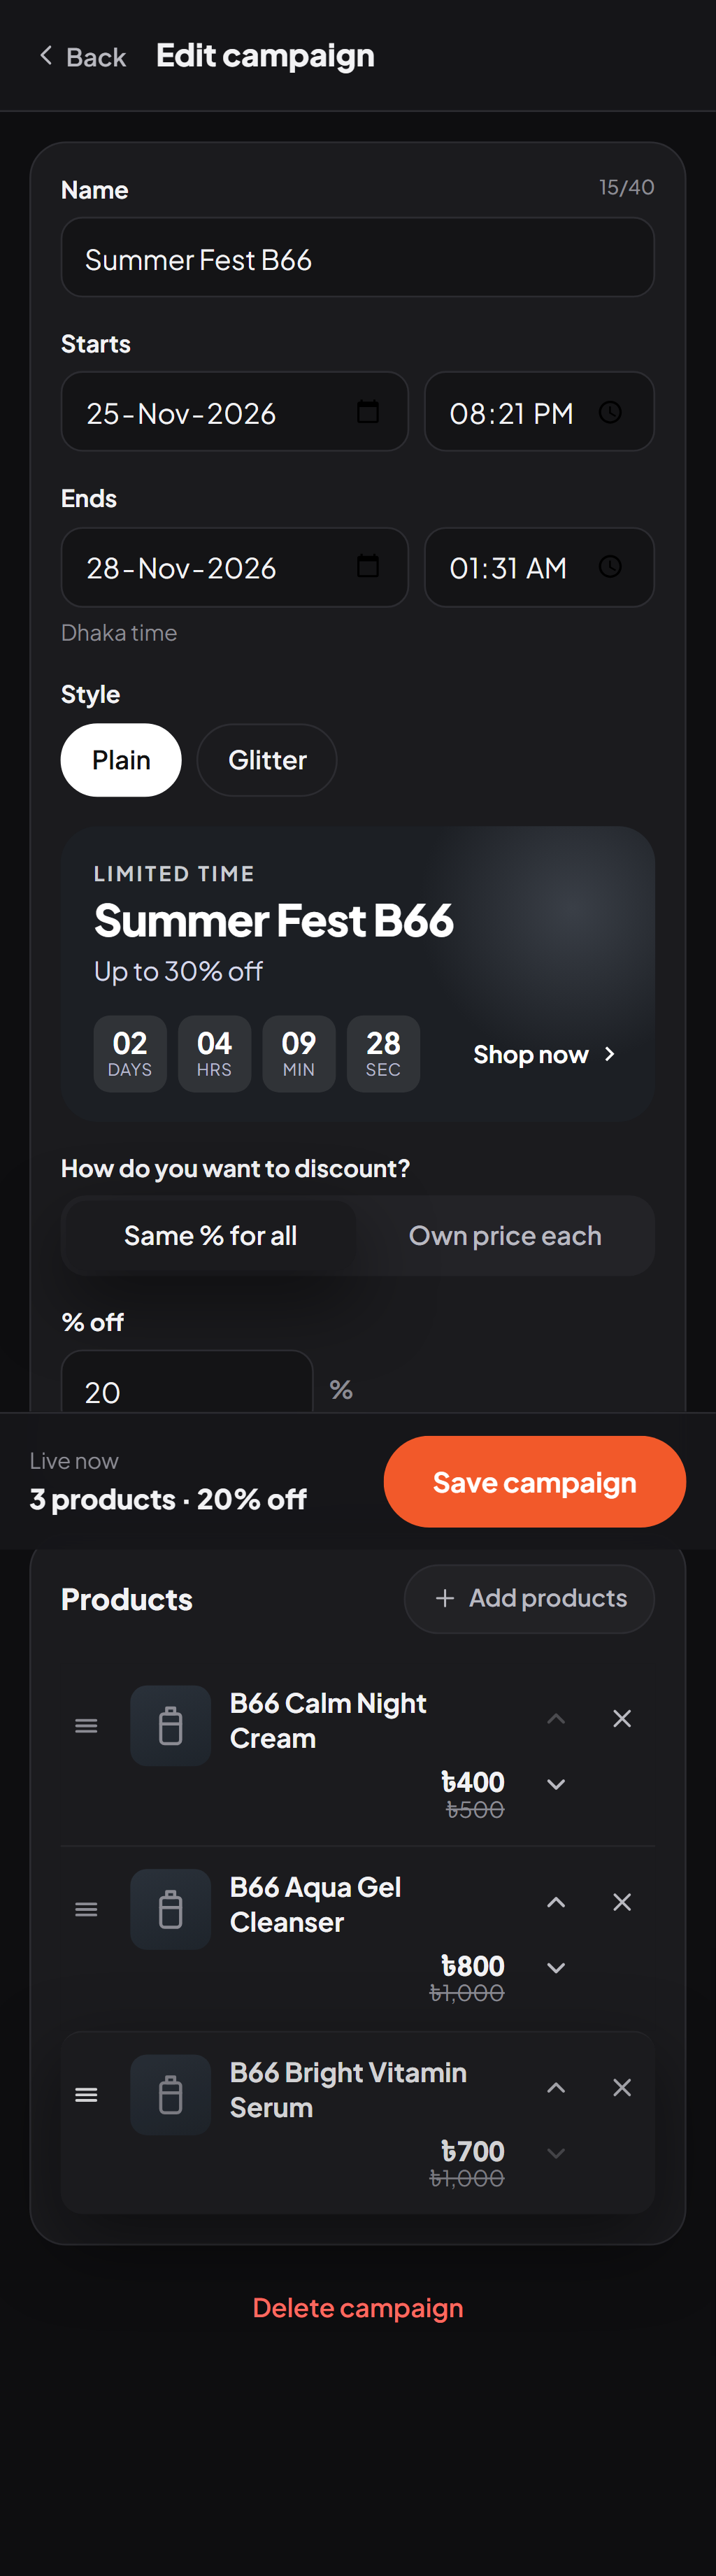 Back
Edit campaign
Name
15/40
Summer Fest B66
Starts
25-Nov-2026
08:21 PM
Ends
28-Nov-2026
01:31 AM
Dhaka time
Style
Plain
Glitter
LIMITED TIME
Summer Fest B66
Up to 30% off
02 04 09 28
DAYS HRS MIN SEC
Shop now
How do you want to discount?
Same % for all
Own price each
% off
20
%
Live now
3 products · 20% off
Save campaign
Products
Add products
B66 Calm Night
Cream
৳400
৳500
B66 Aqua Gel
Cleanser
৳800
৳1,000
B66 Bright Vitamin
Serum
৳700
৳1,000
Delete campaign